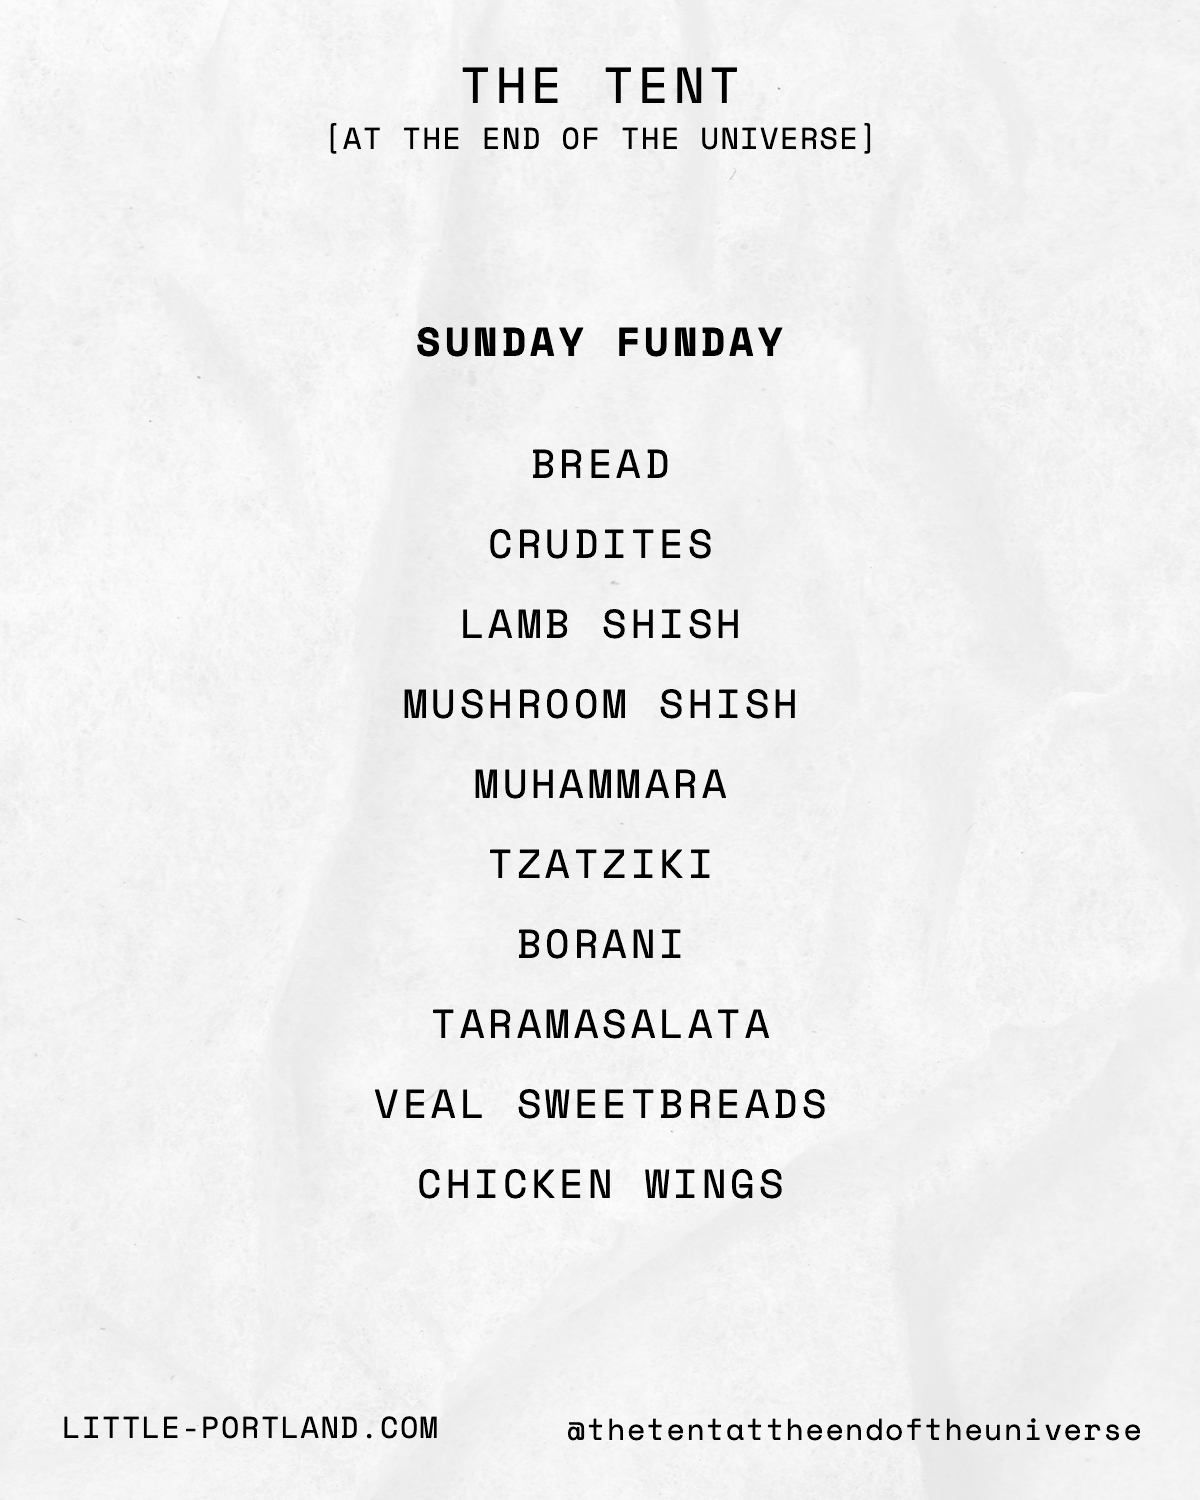 THE TENT
[AT THE END OF THE UNIVERSE]
SUNDAY FUNDAY
BREAD
CRUDITES
LAMB SHISH
MUSHROOM SHISH
MUHAMMARA
TZATZIKI
BORANI
TARAMASALATA
VEAL SWEETBREADS
CHICKEN WINGS
LITTLE-PORTLAND.COM
@thetentattheendoftheuniverse